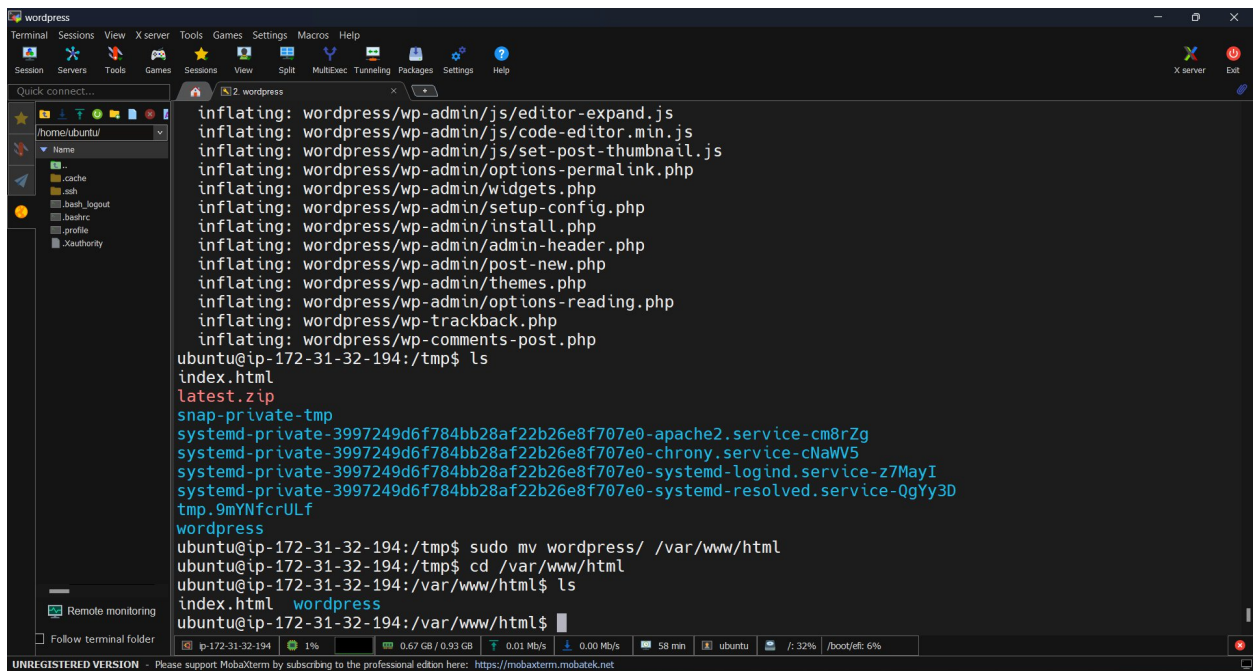 wordpress
Terminal Sessions View X server Tools Games Settings Macros Help
Session Servers Tools Games Sessions View Split MultiExec Tunneling Packages Settings Help X server Exit
Quick connect...
2. wordpress
/home/ubuntu/
Name
..
.cache
.ssh
.bash_logout
.bashrc
.profile
.Xauthority
inflating: wordpress/wp-admin/js/editor-expand.js
inflating: wordpress/wp-admin/js/code-editor.min.js
inflating: wordpress/wp-admin/js/set-post-thumbnail.js
inflating: wordpress/wp-admin/options-permalink.php
inflating: wordpress/wp-admin/widgets.php
inflating: wordpress/wp-admin/setup-config.php
inflating: wordpress/wp-admin/install.php
inflating: wordpress/wp-admin/admin-header.php
inflating: wordpress/wp-admin/post-new.php
inflating: wordpress/wp-admin/themes.php
inflating: wordpress/wp-admin/options-reading.php
inflating: wordpress/wp-trackback.php
inflating: wordpress/wp-comments-post.php
ubuntu@ip-172-31-32-194:/tmp$ ls
index.html
latest.zip
snap-private-tmp
systemd-private-3997249d6f784bb28af22b26e8f707e0-apache2.service-cm8rZg
systemd-private-3997249d6f784bb28af22b26e8f707e0-chrony.service-cNaWV5
systemd-private-3997249d6f784bb28af22b26e8f707e0-systemd-logind.service-z7MayI
systemd-private-3997249d6f784bb28af22b26e8f707e0-systemd-resolved.service-QgYy3D
tmp.9mYNfcrULf
wordpress
ubuntu@ip-172-31-32-194:/tmp$ sudo mv wordpress/ /var/www/html
ubuntu@ip-172-31-32-194:/tmp$ cd /var/www/html
ubuntu@ip-172-31-32-194:/var/www/html$ ls
index.html wordpress
ubuntu@ip-172-31-32-194:/var/www/html$
Remote monitoring
Follow terminal folder
ip-172-31-32-194 1% 0.67 GB / 0.93 GB 0.01 Mb/s 0.00 Mb/s 58 min ubuntu /: 32% /boot/efi: 6%
UNREGISTERED VERSION - Please support MobaXterm by subscribing to the professional edition here: https://mobaxterm.mobatek.net